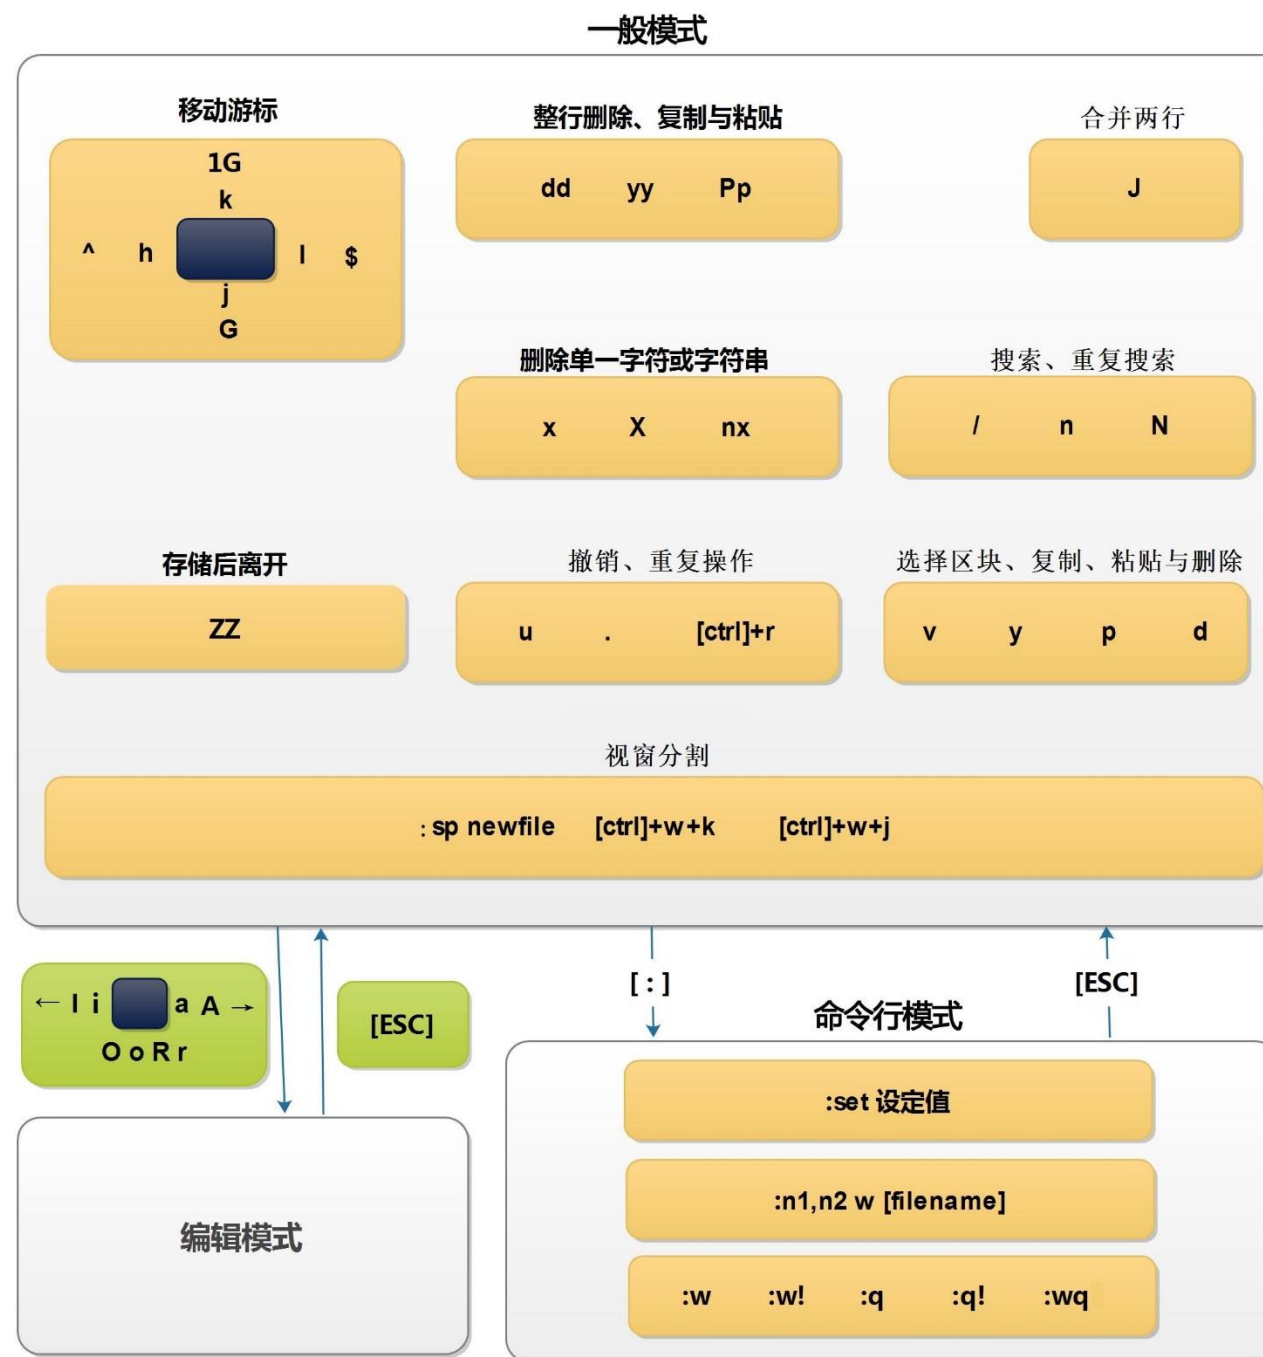 一般模式
移动游标
1G
k
^ h l $
j
G
整行删除、复制与粘贴
dd yy Pp
合并两行
J
删除单一字符或字符串
x X nx
搜索、重复搜索
/ n N
存储后离开
ZZ
撤销、重复操作
u . [ctrl]+r
选择区块、复制、粘贴与删除
v y p d
视窗分割
: sp newfile [ctrl]+w+k [ctrl]+w+j
← I i a A →
O o R r
[ESC]
[ : ]
[ESC]
编辑模式
命令行模式
:set 设定值
:n1,n2 w [filename]
:w :w! :q :q! :wq